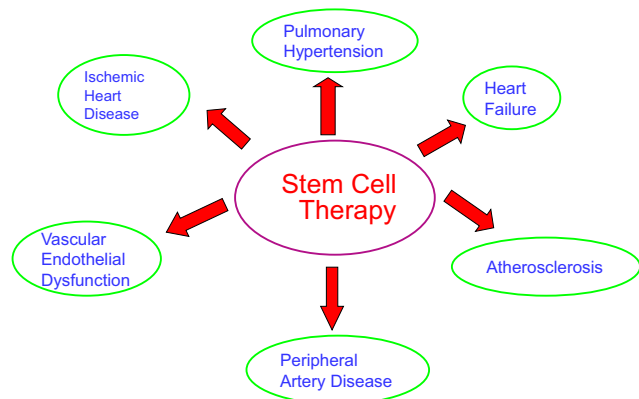 Pulmonary
Hypertension
Ischemic
Heart
Disease
Heart
Failure
Stem Cell
Therapy
Vascular
Endothelial
Dysfunction
Atherosclerosis
Peripheral
Artery Disease